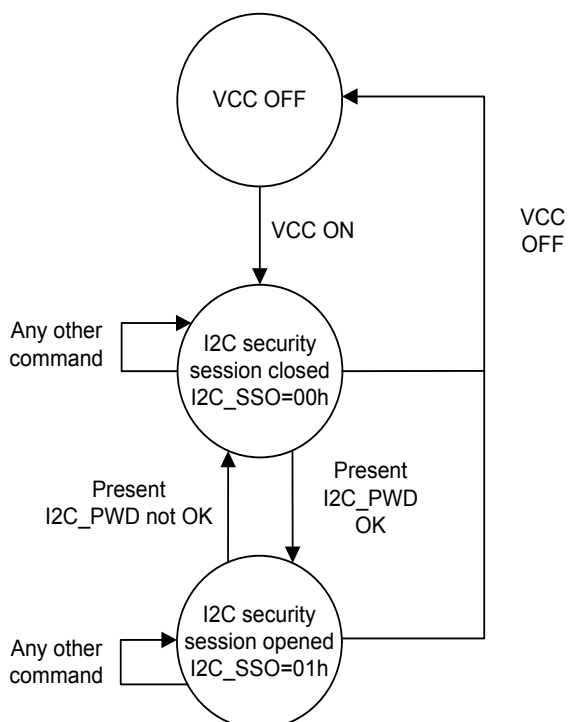 VCC OFF
VCC ON
VCC
OFF
Any other
command
I2C security
session closed
I2C_SSO=00h
Present
I2C_PWD not OK
Present
I2C_PWD
OK
I2C security
session opened
I2C_SSO=01h
Any other
command